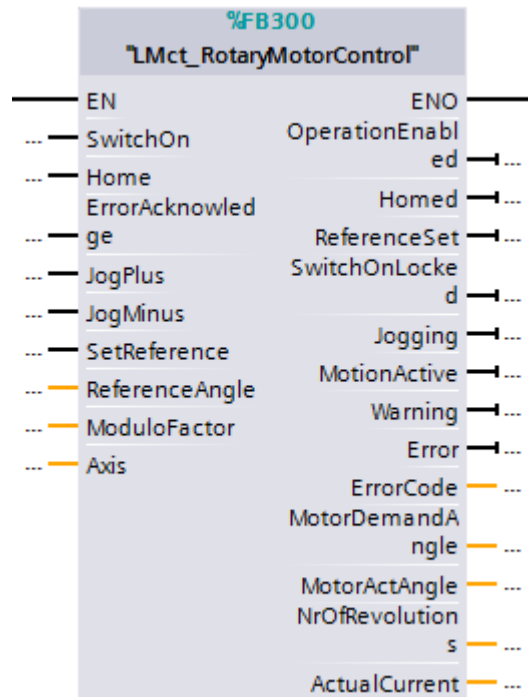 %FB300
"LMct_RotaryMotorControl"
EN
ENO
SwitchOn
OperationEnabl
ed
Home
Homed
ErrorAcknowled
ge
ReferenceSet
SwitchOnLocke
d
JogPlus
JogMinus
Jogging
SetReference
MotionActive
ReferenceAngle
Warning
ModuloFactor
Error
Axis
ErrorCode
MotorDemandA
ngle
MotorActAngle
NrOfRevolution
s
ActualCurrent